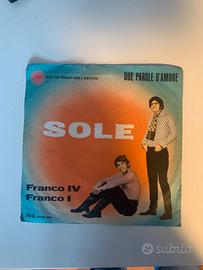 DUE PAROLE D'AMORE
SOLE
Franco IV
Franco I
subito